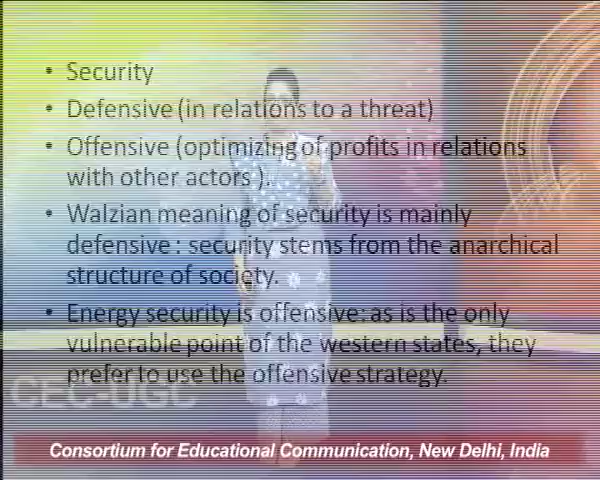 • Security
• Defensive (in relations to a threat)
• Offensive (optimizing of profits in relations
with other actors ).
• Walzian meaning of security is mainly
defensive : security stems from the anarchical
structure of society.
• Energy security is offensive: as is the only
vulnerable point of the western states, they
prefer to use the offensive strategy.
CEC-UGC
Consortium for Educational Communication, New Delhi, India